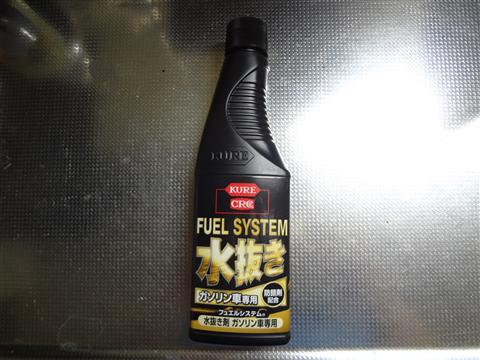 KURE
KURE
CRC
FUEL SYSTEM
水抜き
ガソリン車専用
防錆剤
配合
フュエルシステム®
水抜き剤 ガソリン車専用